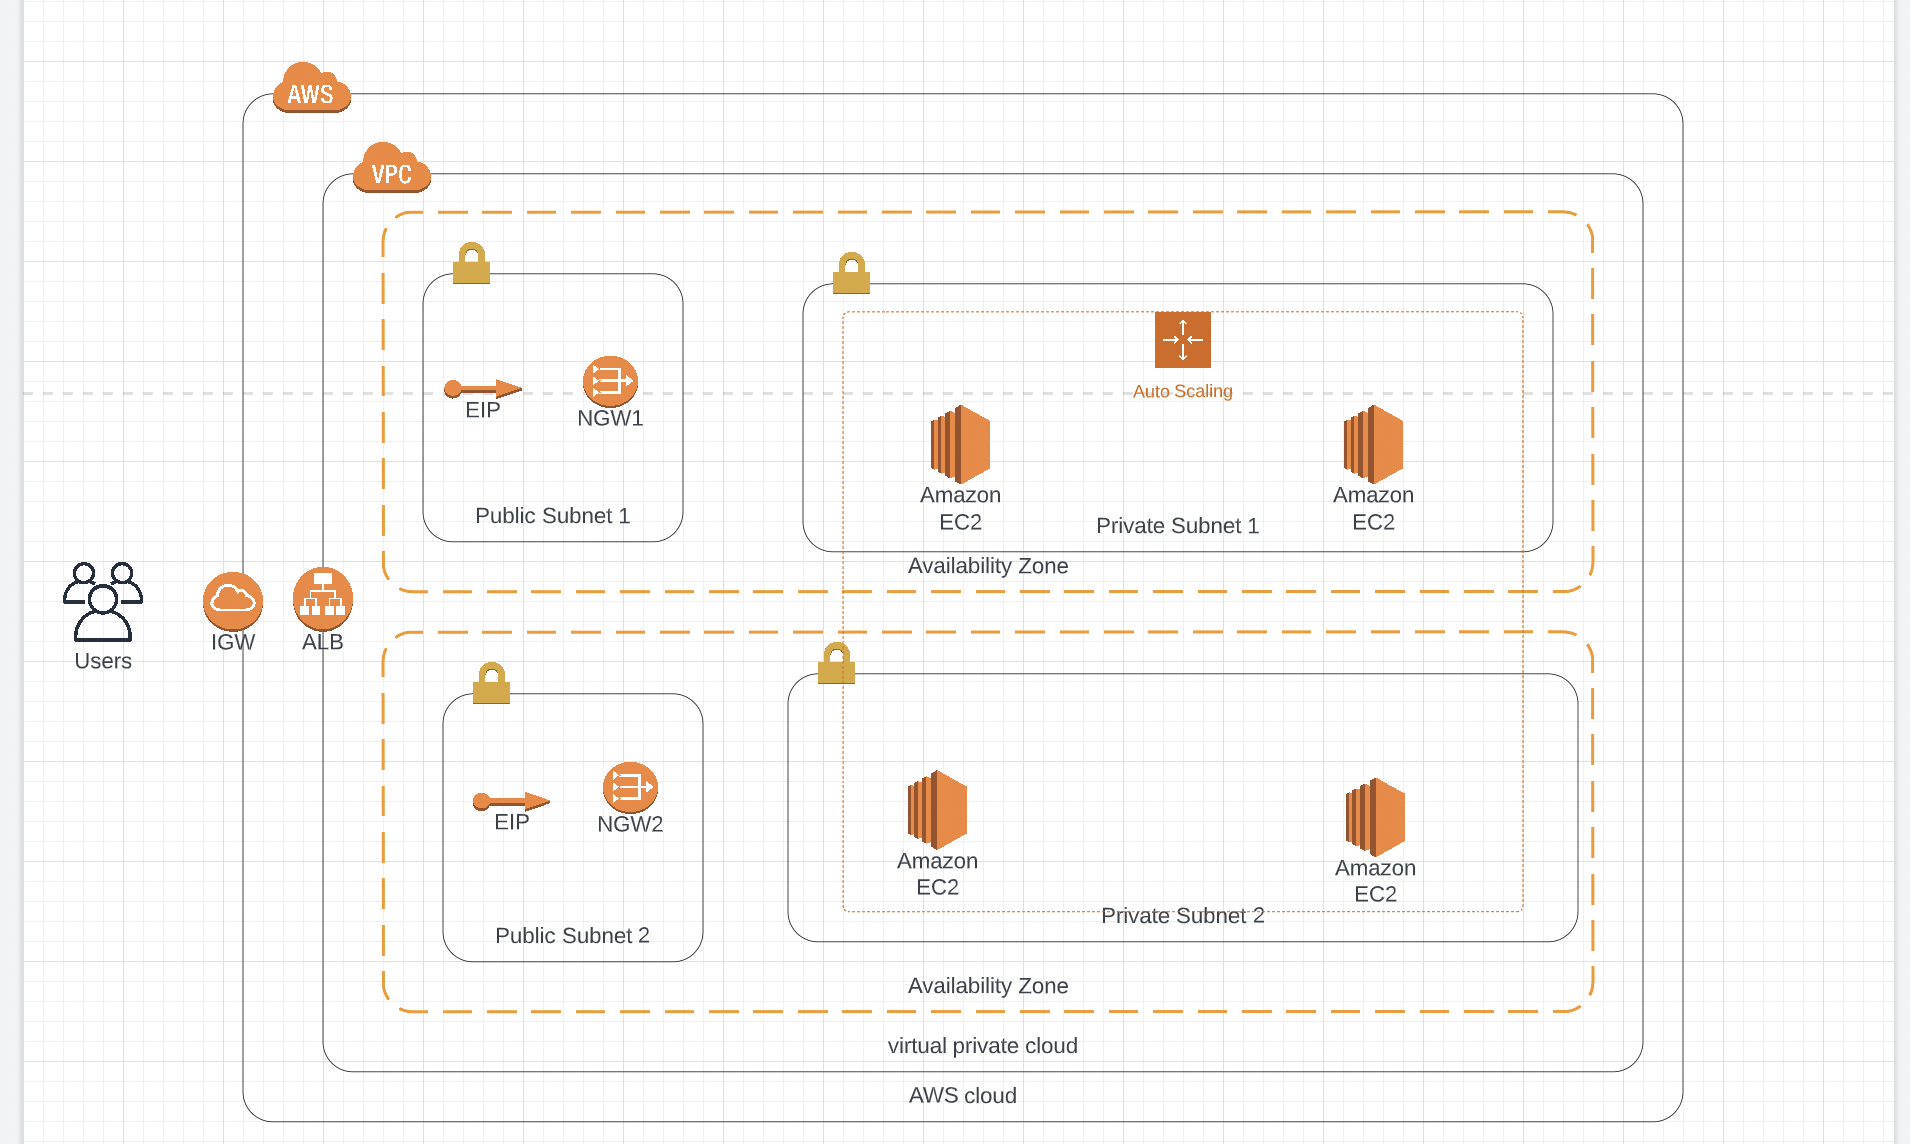 AWS
VPC
EIP
NGW1
Public Subnet 1
Auto Scaling
Amazon
EC2
Amazon
EC2
Private Subnet 1
Availability Zone
Users
IGW
ALB
EIP
NGW2
Public Subnet 2
Amazon
EC2
Amazon
EC2
Private Subnet 2
Availability Zone
virtual private cloud
AWS cloud